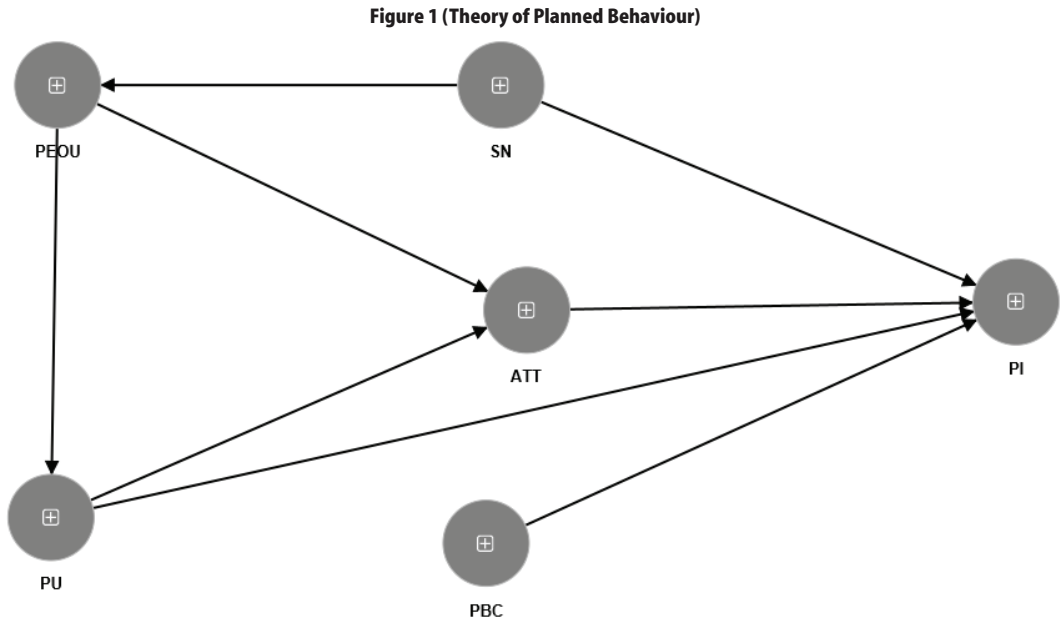 Figure 1 (Theory of Planned Behaviour)
PEOU
SN
ATT
PI
PU
PBC